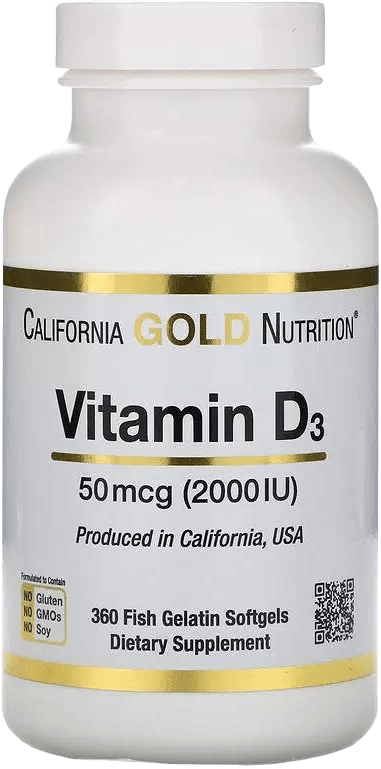 CALIFORNIA GOLD NUTRITION®
Vitamin D3
50 mcg (2000 IU)
Produced in California, USA
Formulated to Contain
NO Gluten
NO GMOs
NO Soy
360 Fish Gelatin Softgels
Dietary Supplement